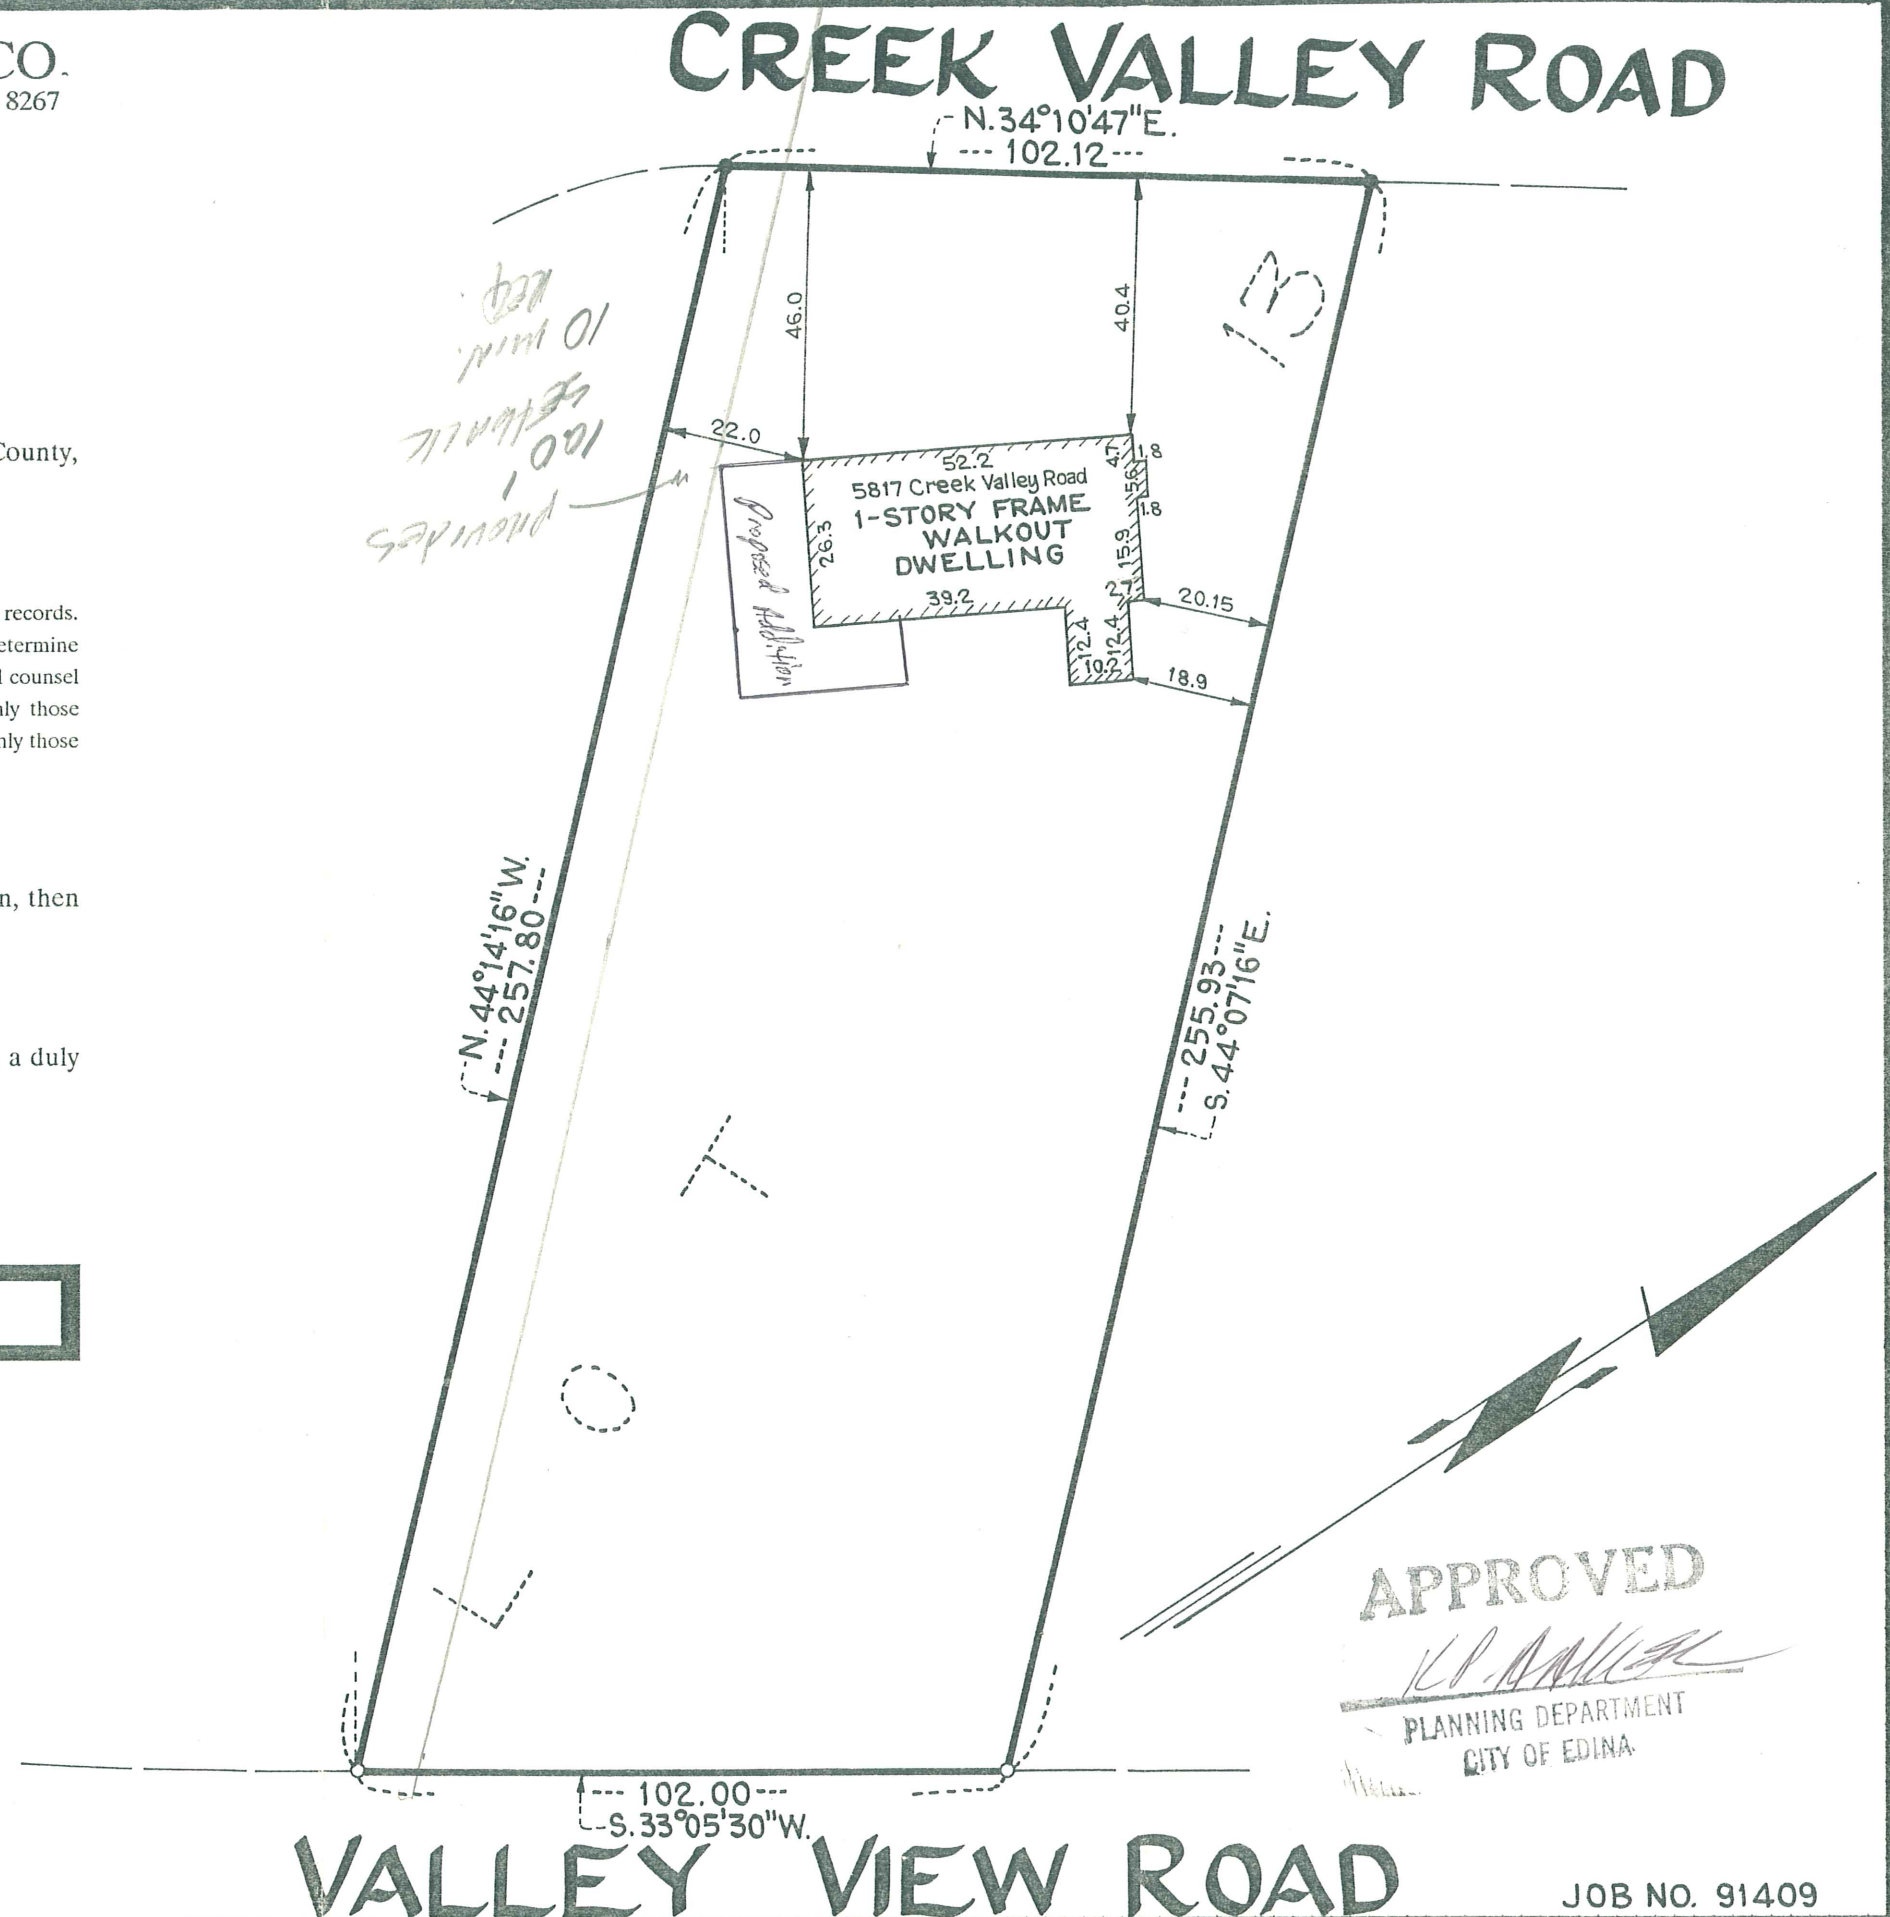 CO.
8267
County,
records.
etermine
l counsel
nly those
nly those
n, then
a duly
CREEK VALLEY ROAD
N.34°10'47"E.
--- 102.12 ---
46.0
40.4
13
REQ.
10 MIN.
SETBACK
10.0'
PROVIDES
22.0
52.2
4.7
1.8
5.6
1.8
5817 Creek Valley Road
1-STORY FRAME
WALKOUT
DWELLING
26.3
15.9
39.2
2.7
12.4
12.4
10.2
20.15
18.9
Proposed Addition
N.44°14'16"W.
--- 257.80 ---
--- 255.93 ---
S.44°07'16"E.
LOT
APPROVED
PLANNING DEPARTMENT
CITY OF EDINA
--- 102.00 ---
S.33°05'30"W.
VALLEY VIEW ROAD
JOB NO. 91409